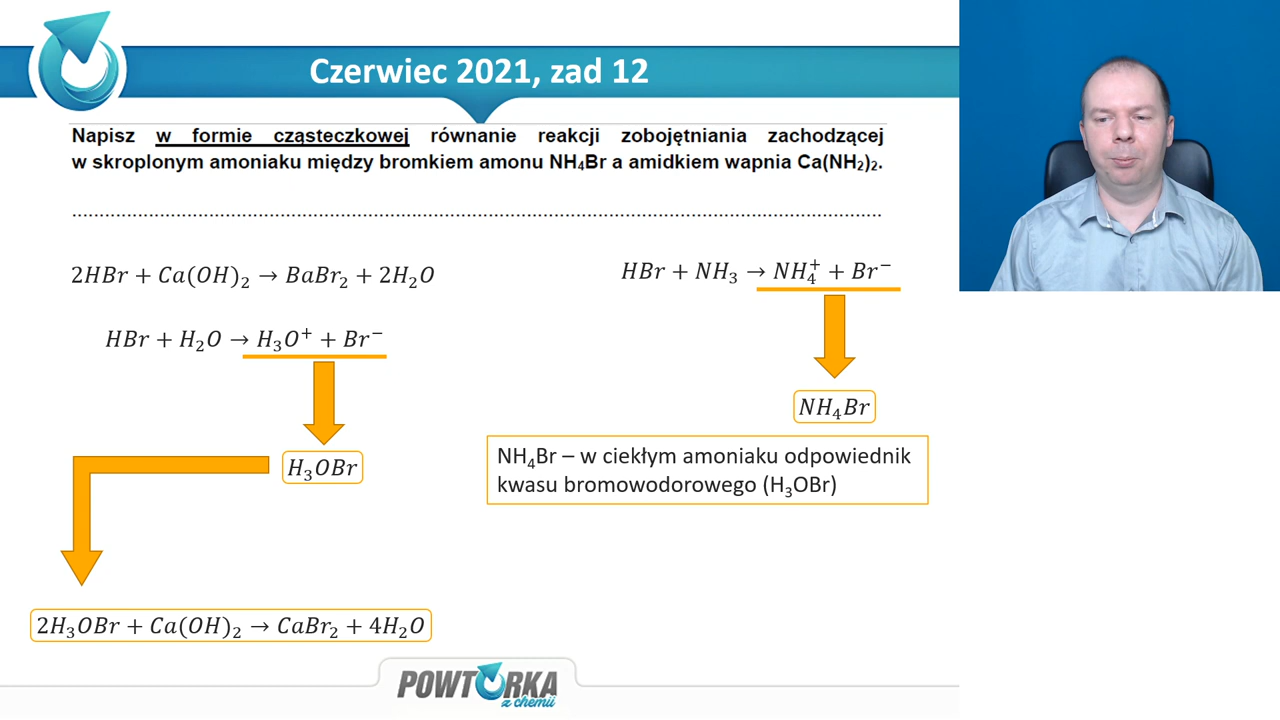 Czerwiec 2021, zad 12
Napisz w formie cząsteczkowej równanie reakcji zobojętniania zachodzącej
w skroplonym amoniaku między bromkiem amonu NH₄Br a amidkiem wapnia Ca(NH₂)₂.
2HBr + Ca(OH)₂ → BaBr₂ + 2H₂O
HBr + NH₃ → NH₄⁺ + Br⁻
HBr + H₂O → H₃O⁺ + Br⁻
NH₄Br
H₃OBr
NH₄Br – w ciekłym amoniaku odpowiednik
kwasu bromowodorowego (H₃OBr)
2H₃OBr + Ca(OH)₂ → CaBr₂ + 4H₂O
POWTÓRKA
z chemii